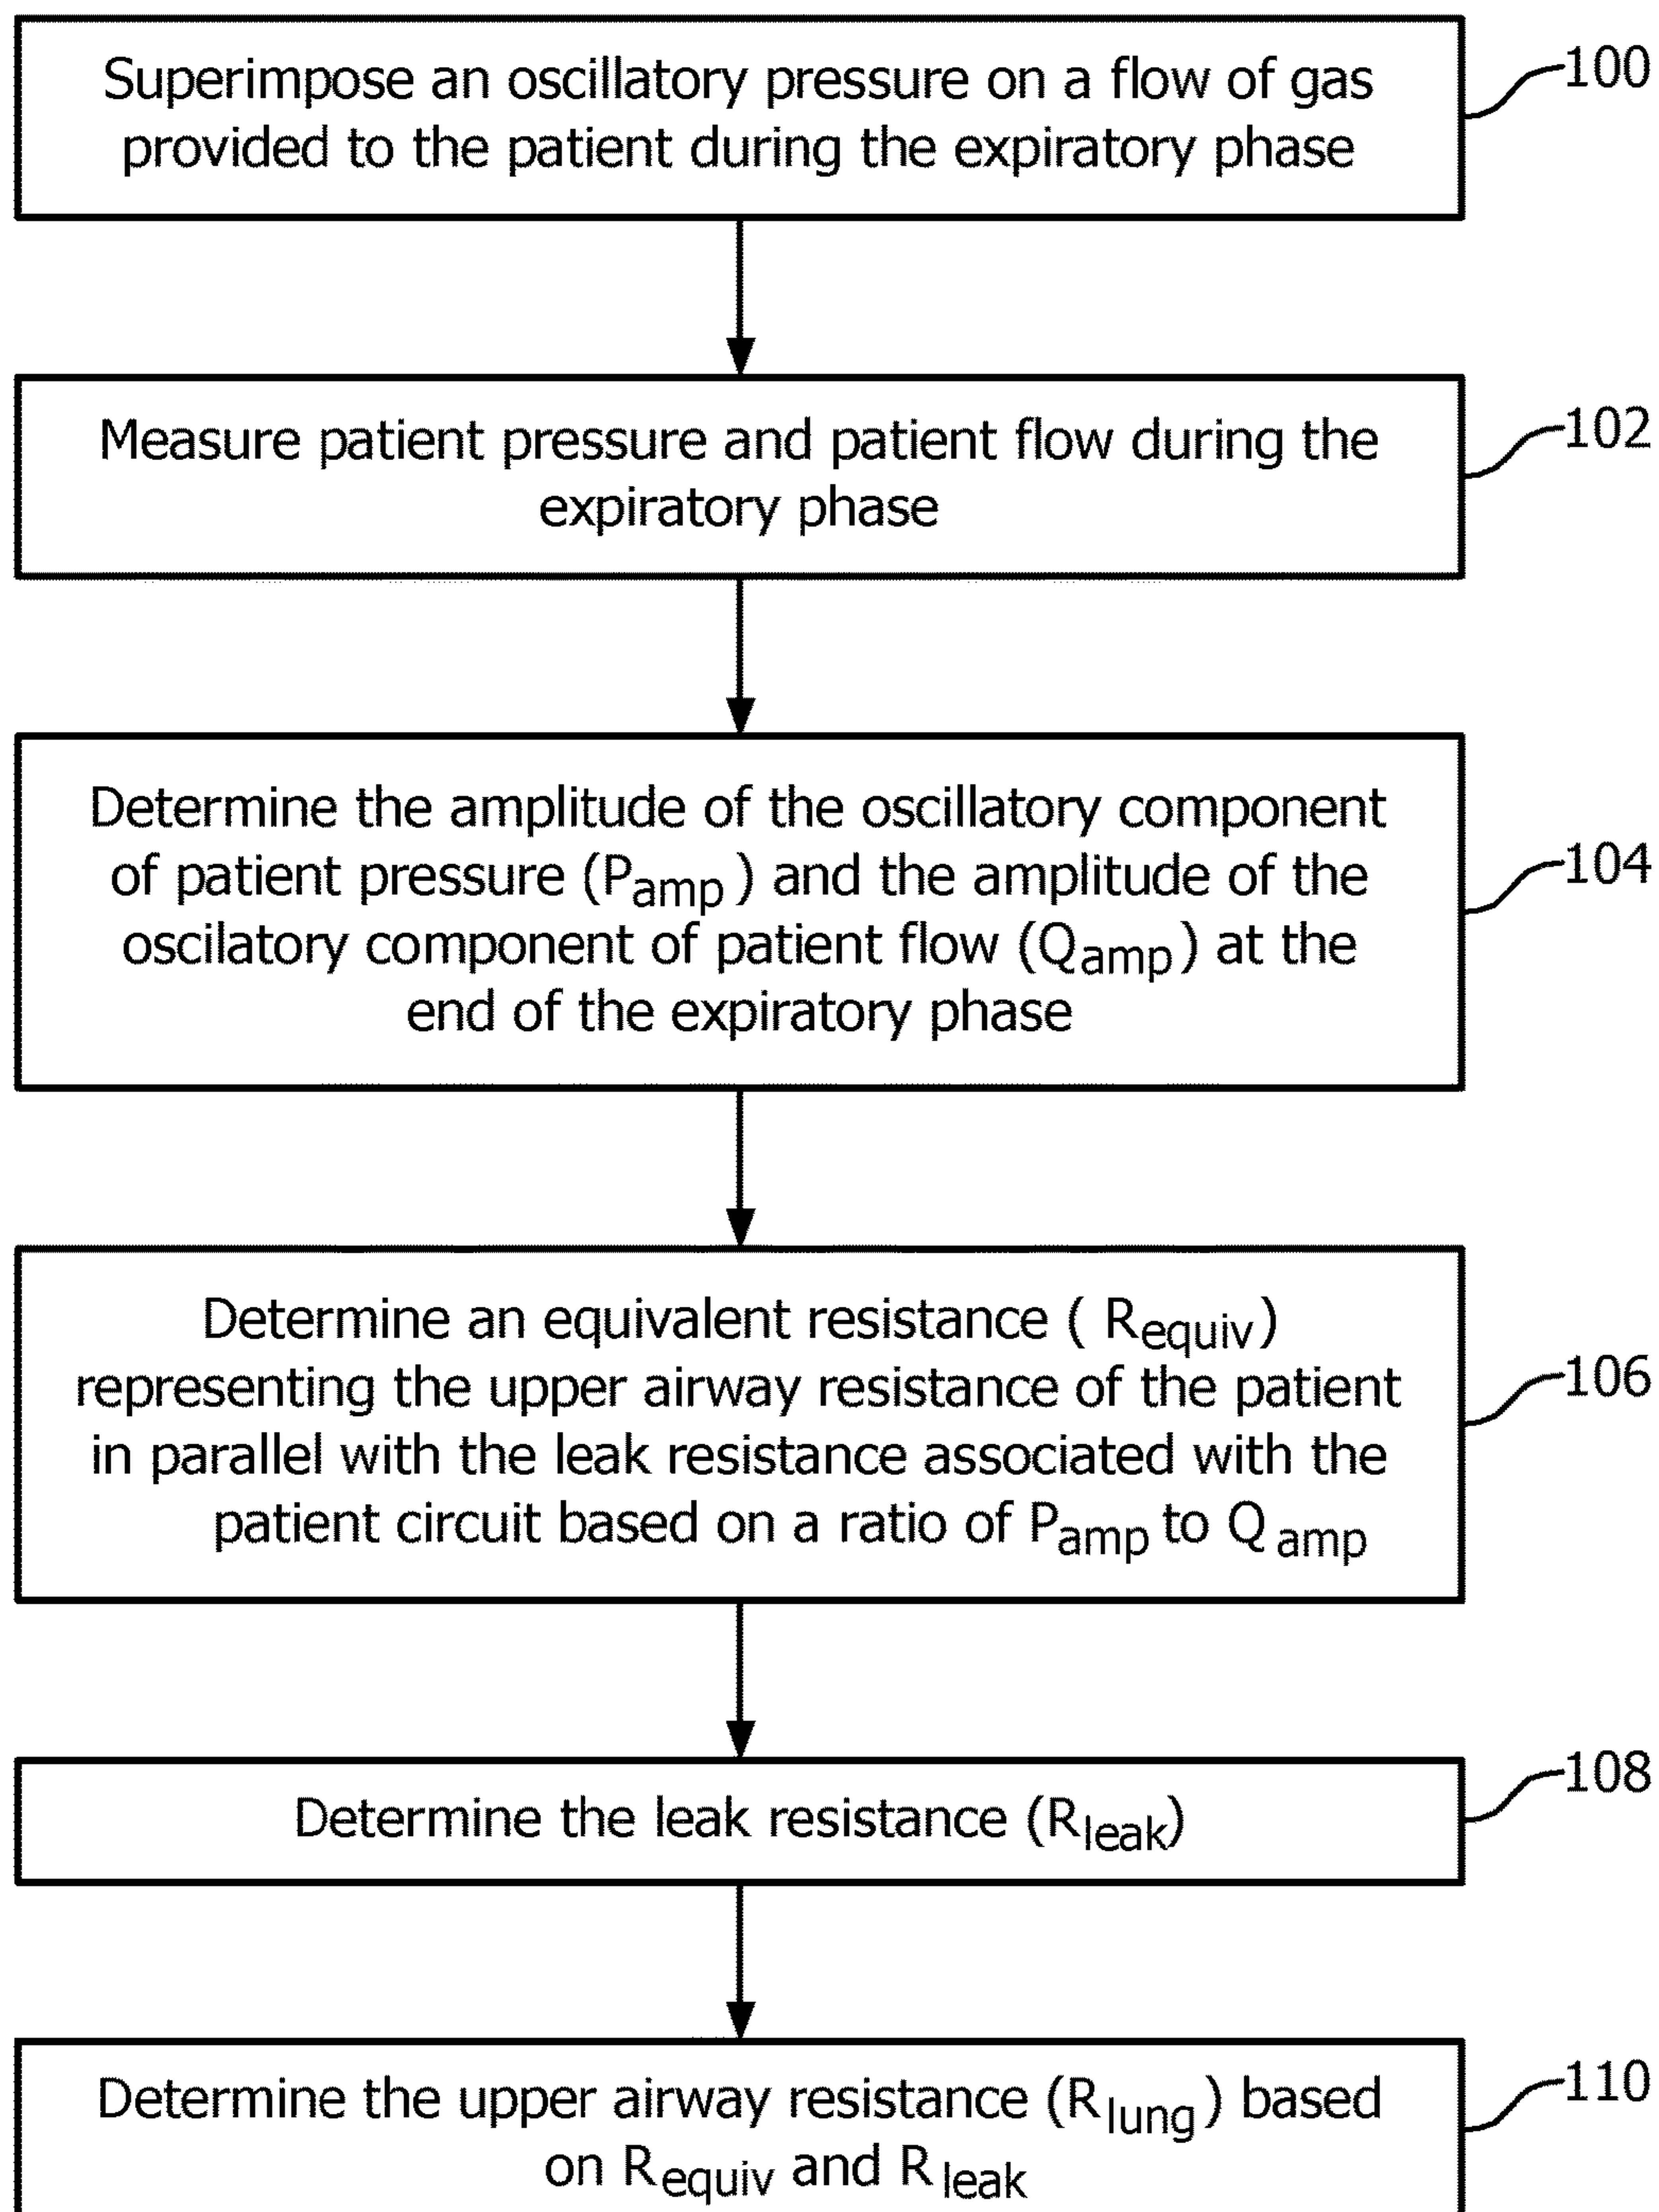 Superimpose an oscillatory pressure on a flow of gas
provided to the patient during the expiratory phase
100
Measure patient pressure and patient flow during the
expiratory phase
102
Determine the amplitude of the oscillatory component
of patient pressure (Pamp) and the amplitude of the
oscilatory component of patient flow (Qamp) at the
end of the expiratory phase
104
Determine an equivalent resistance ( Requiv)
representing the upper airway resistance of the patient
in parallel with the leak resistance associated with the
patient circuit based on a ratio of Pamp to Qamp
106
Determine the leak resistance (Rleak)
108
Determine the upper airway resistance (Rlung) based
on Requiv and Rleak
110